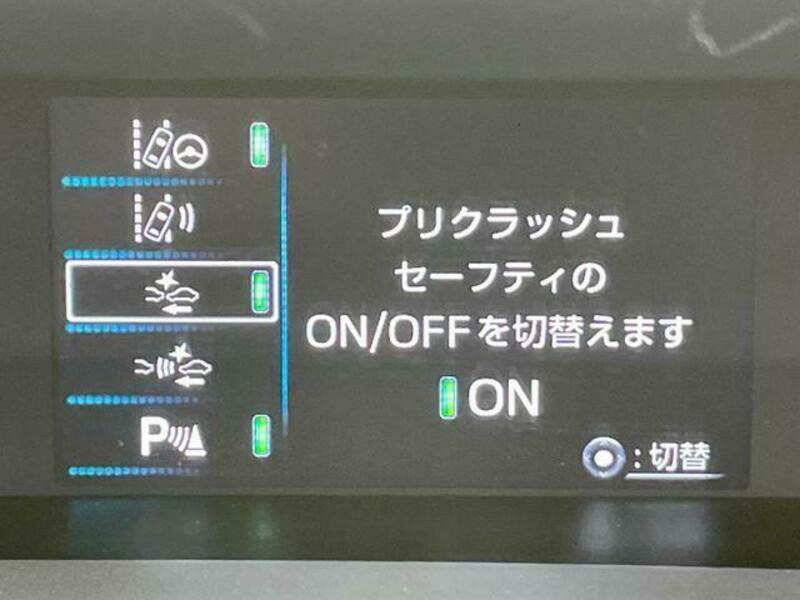 プリクラッシュ
セーフティの
ON/OFFを切替えます
ON
P
:切替